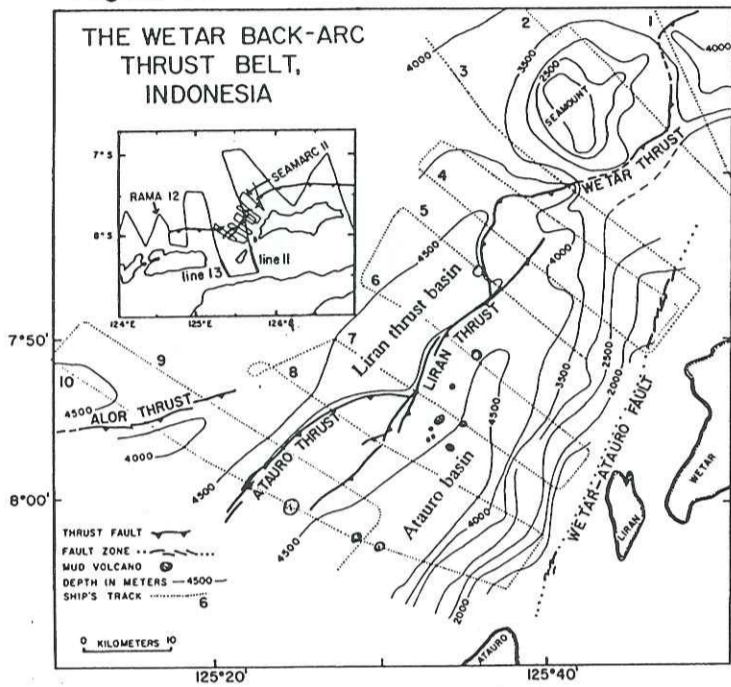 THE WETAR BACK-ARC
THRUST BELT,
INDONESIA
1
2
3
4000
3500
2500
4000
SEAMOUNT
WETAR THRUST
7° S
SEAMARC 11
RAMA 12
8° S
line 13
line 11
124° E
125° E
4
5
6
4500
4000
Liran thrust basin
LIRAN THRUST
7°50'
7
8
9
10
4500
ALOR THRUST
4000
4500
ATAURO THRUST
3500
2500
2000
4500
WETAR-ATAURO FAULT
WETAR
LIRAN
Atauro basin
4000
4500
2000
8°00'
THRUST FAULT
FAULT ZONE
MUD VOLCANO
DEPTH IN METERS 4500
SHIP'S TRACK 6
0 KILOMETERS 10
ATAURO
125°20'
125°40'